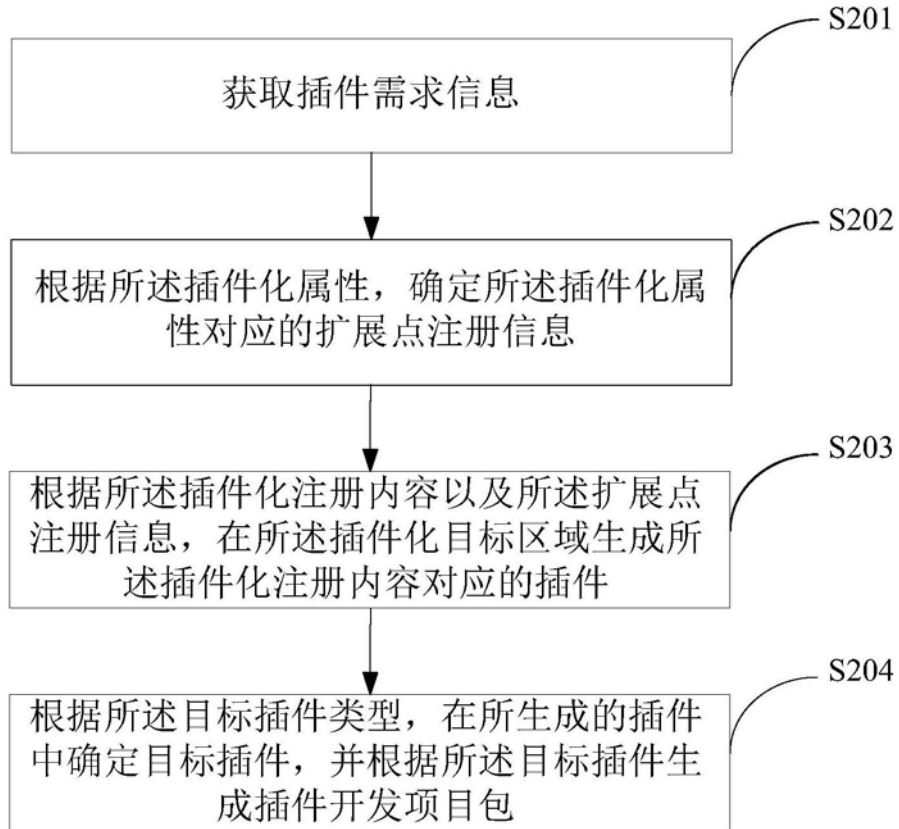 S201
获取插件需求信息
S202
根据所述插件化属性，确定所述插件化属
性对应的扩展点注册信息
S203
根据所述插件化注册内容以及所述扩展点
注册信息，在所述插件化目标区域生成所
述插件化注册内容对应的插件
S204
根据所述目标插件类型，在所生成的插件
中确定目标插件，并根据所述目标插件生
成插件开发项目包